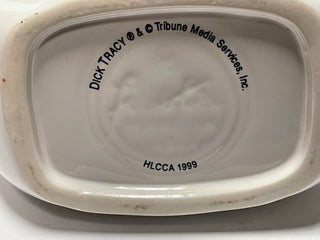 DICK TRACY ® & © Tribune Media Services, Inc.
HLCCA 1999